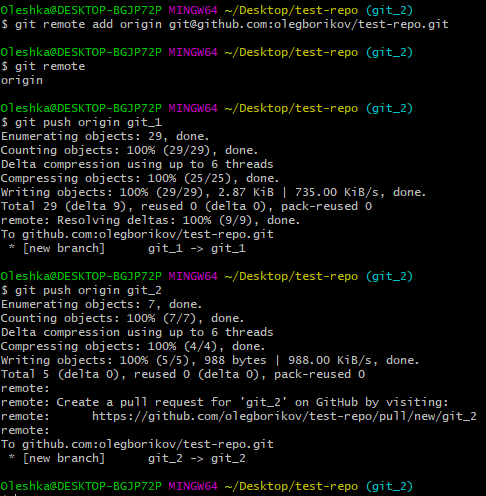 Oleshka@DESKTOP-BGJP72P MINGW64 ~/Desktop/test-repo (git_2)
$ git remote add origin git@github.com:olegborikov/test-repo.git
Oleshka@DESKTOP-BGJP72P MINGW64 ~/Desktop/test-repo (git_2)
$ git remote
origin
Oleshka@DESKTOP-BGJP72P MINGW64 ~/Desktop/test-repo (git_2)
$ git push origin git_1
Enumerating objects: 29, done.
Counting objects: 100% (29/29), done.
Delta compression using up to 6 threads
Compressing objects: 100% (25/25), done.
Writing objects: 100% (29/29), 2.87 KiB | 735.00 KiB/s, done.
Total 29 (delta 9), reused 0 (delta 0), pack-reused 0
remote: Resolving deltas: 100% (9/9), done.
To github.com:olegborikov/test-repo.git
 * [new branch]      git_1 -> git_1
Oleshka@DESKTOP-BGJP72P MINGW64 ~/Desktop/test-repo (git_2)
$ git push origin git_2
Enumerating objects: 7, done.
Counting objects: 100% (7/7), done.
Delta compression using up to 6 threads
Compressing objects: 100% (4/4), done.
Writing objects: 100% (5/5), 988 bytes | 988.00 KiB/s, done.
Total 5 (delta 0), reused 0 (delta 0), pack-reused 0
remote:
remote: Create a pull request for 'git_2' on GitHub by visiting:
remote:      https://github.com/olegborikov/test-repo/pull/new/git_2
remote:
To github.com:olegborikov/test-repo.git
 * [new branch]      git_2 -> git_2
Oleshka@DESKTOP-BGJP72P MINGW64 ~/Desktop/test-repo (git_2)